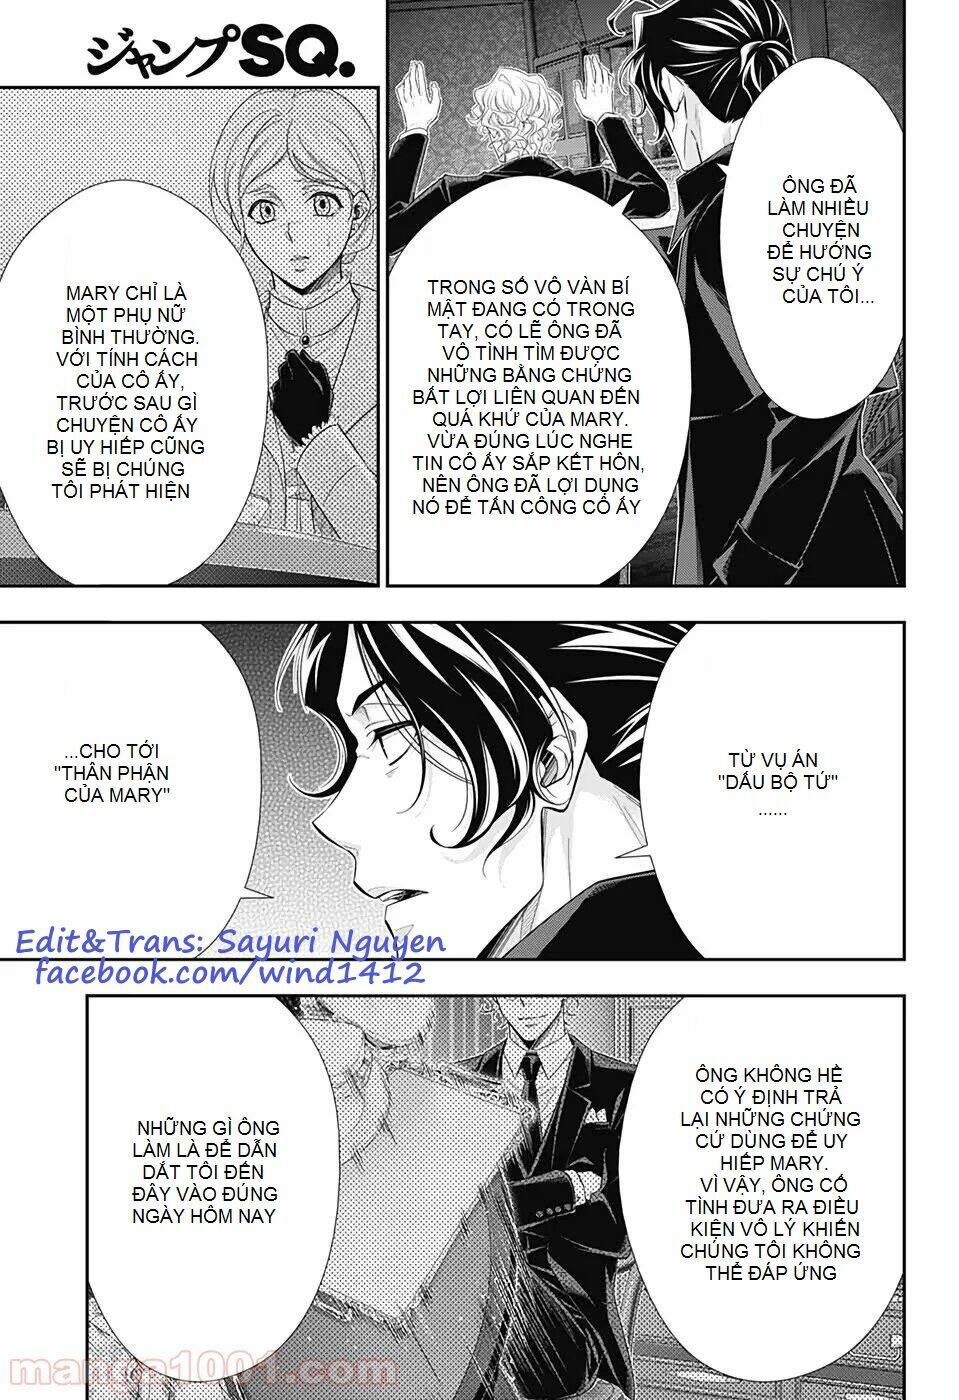 ジャンプSQ.
ÔNG ĐÃ
LÀM NHIỀU
CHUYỆN
ĐỂ HƯỚNG
SỰ CHÚ Ý
CỦA TÔI...
TRONG SỐ VÔ VÀN BÍ
MẬT ĐANG CÓ TRONG
TAY, CÓ LẼ ÔNG ĐÃ
VÔ TÌNH TÌM ĐƯỢC
NHỮNG BẰNG CHỨNG
BẤT LỢI LIÊN QUAN ĐẾN
QUÁ KHỨ CỦA MARY.
VỪA ĐÚNG LÚC NGHE
TIN CÔ ẤY SẮP KẾT HÔN,
NÊN ÔNG ĐÃ LỢI DỤNG
NÓ ĐỂ TẤN CÔNG CÔ ẤY
MARY CHỈ LÀ
MỘT PHỤ NỮ
BÌNH THƯỜNG.
VỚI TÍNH CÁCH
CỦA CÔ ẤY,
TRƯỚC SAU GÌ
CHUYỆN CÔ ẤY
BỊ UY HIẾP CŨNG
SẼ BỊ CHÚNG
TÔI PHÁT HIỆN
TỪ VỤ ÁN
"DẤU BỘ TỨ"
......
...CHO TỚI
"THÂN PHẬN
CỦA MARY"
Edit&Trans: Sayuri Nguyen
facebook.com/wind1412
ÔNG KHÔNG HỀ
CÓ Ý ĐỊNH TRẢ
LẠI NHỮNG CHỨNG
CỨ DÙNG ĐỂ UY
HIẾP MARY.
VÌ VẬY, ÔNG CỐ
TÌNH ĐƯA RA ĐIỀU
KIỆN VÔ LÝ KHIẾN
CHÚNG TÔI KHÔNG
THỂ ĐÁP ỨNG
NHỮNG GÌ ÔNG
LÀM LÀ ĐỂ DẪN
DẮT TÔI ĐẾN
ĐÂY VÀO ĐÚNG
NGÀY HÔM NAY
manga1001.com